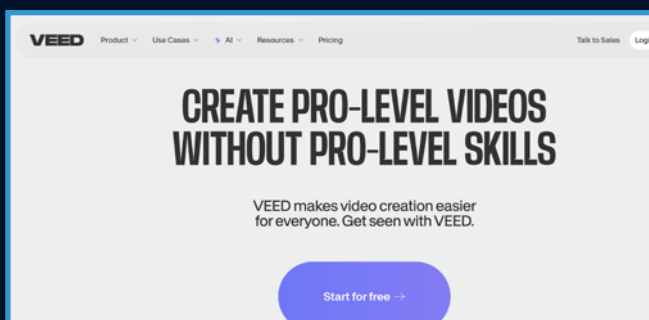 VEED Product Use Cases AI Resources Pricing Talk to Sales
CREATE PRO-LEVEL VIDEOS
WITHOUT PRO-LEVEL SKILLS
VEED makes video creation easier
for everyone. Get seen with VEED.
Start for free →